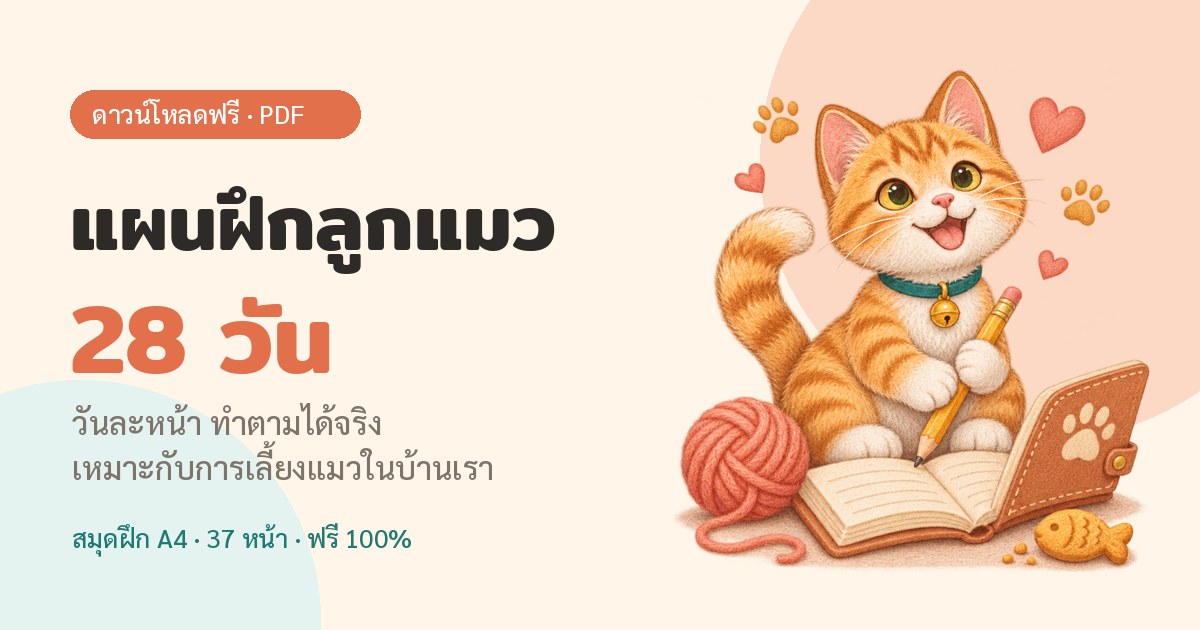 ดาวน์โหลดฟรี · PDF
แผนฝึกลูกแมว
28 วัน
วันละหน้า ทำตามได้จริง
เหมาะกับการเลี้ยงแมวในบ้านเรา
สมุดฝึก A4 · 37 หน้า · ฟรี 100%